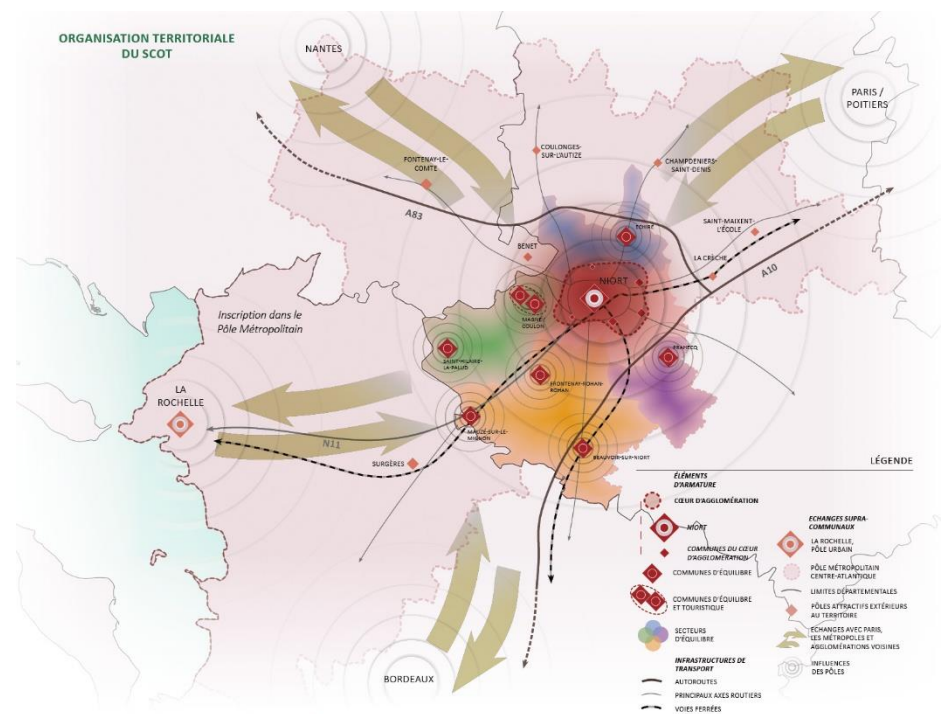 ORGANISATION TERRITORIALE
DU SCOT
NANTES
PARIS /
POITIERS
COULONGES-
SUR-L'AUTIZE
CHAMPDENIERS-
SAINT-DENIS
FONTENAY-LE-
COMTE
A83
SAINT-MAIXENT-
L'ÉCOLE
ÉCHIRÉ
BENET
LA CRÈCHE
A10
NIORT
Inscription dans le
Pôle Métropolitain
MAGNÉ/
COULON
SAINT-HILAIRE-
LA-PALUD
PRAHECQ
FRONTENAY-ROHAN-
ROHAN
LA
ROCHELLE
MAUZÉ-SUR-LE-
MIGNON
N11
SURGÈRES
BEAUVOIR-SUR-NIORT
BORDEAUX
LÉGENDE
ÉLÉMENTS
D'ARMATURE
CŒUR D'AGGLOMÉRATION
NIORT
COMMUNES DU CŒUR
D'AGGLOMÉRATION
COMMUNES D'ÉQUILIBRE
COMMUNES D'ÉQUILIBRE
ET TOURISTIQUE
SECTEURS
D'ÉQUILIBRE
INFRASTRUCTURES DE
TRANSPORT
AUTOROUTES
PRINCIPAUX AXES ROUTIERS
VOIES FERRÉES
ECHANGES SUPRA-
COMMUNAUX
LA ROCHELLE,
PÔLE URBAIN
PÔLE MÉTROPOLITAIN
CENTRE-ATLANTIQUE
LIMITES DÉPARTEMENTALES
PÔLES ATTRACTIFS EXTÉRIEURS
AU TERRITOIRE
ÉCHANGES AVEC PARIS,
LES MÉTROPOLES ET
AGGLOMÉRATIONS VOISINES
INFLUENCES
DES PÔLES